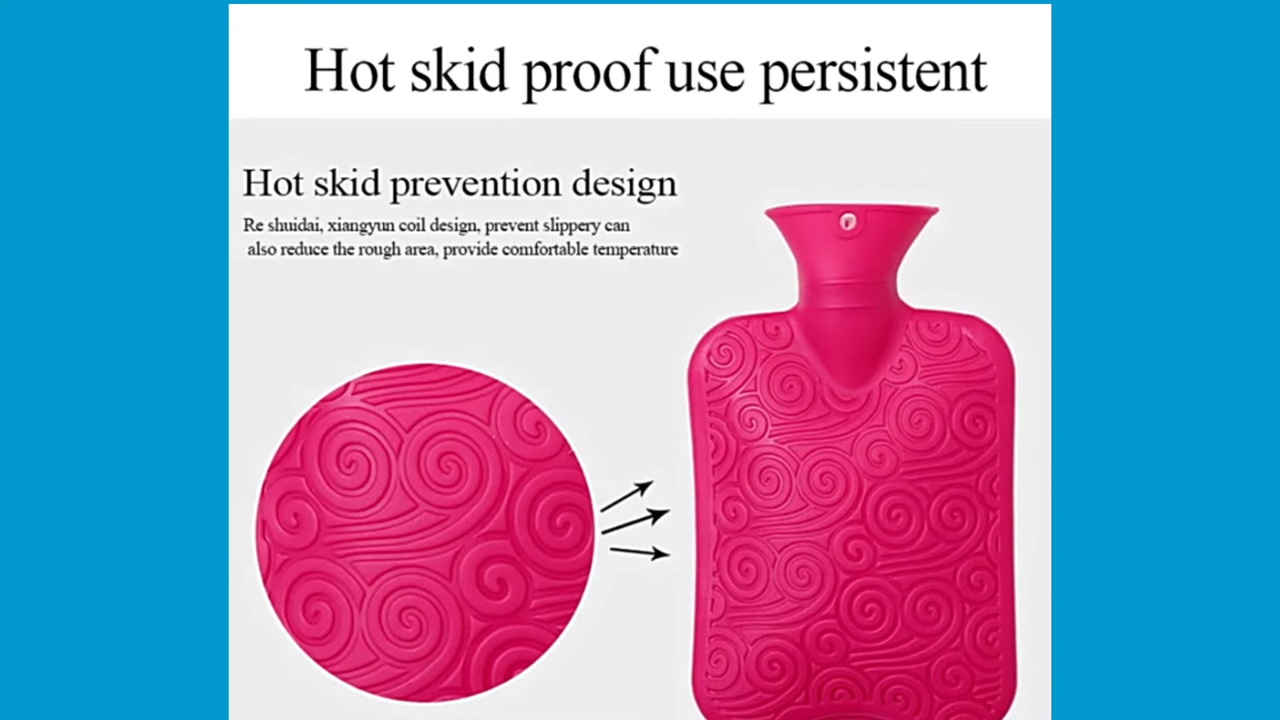 Hot skid proof use persistent
Hot skid prevention design
Re shuidai, xiangyun coil design, prevent slippery can
also reduce the rough area, provide comfortable temperature